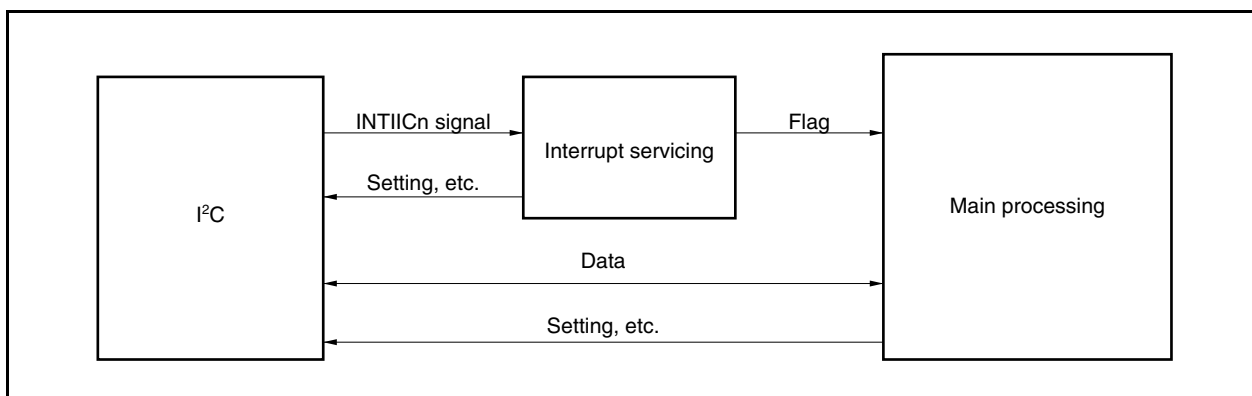 INTIICn signal
Flag
Interrupt servicing
Setting, etc.
I²C
Main processing
Data
Setting, etc.